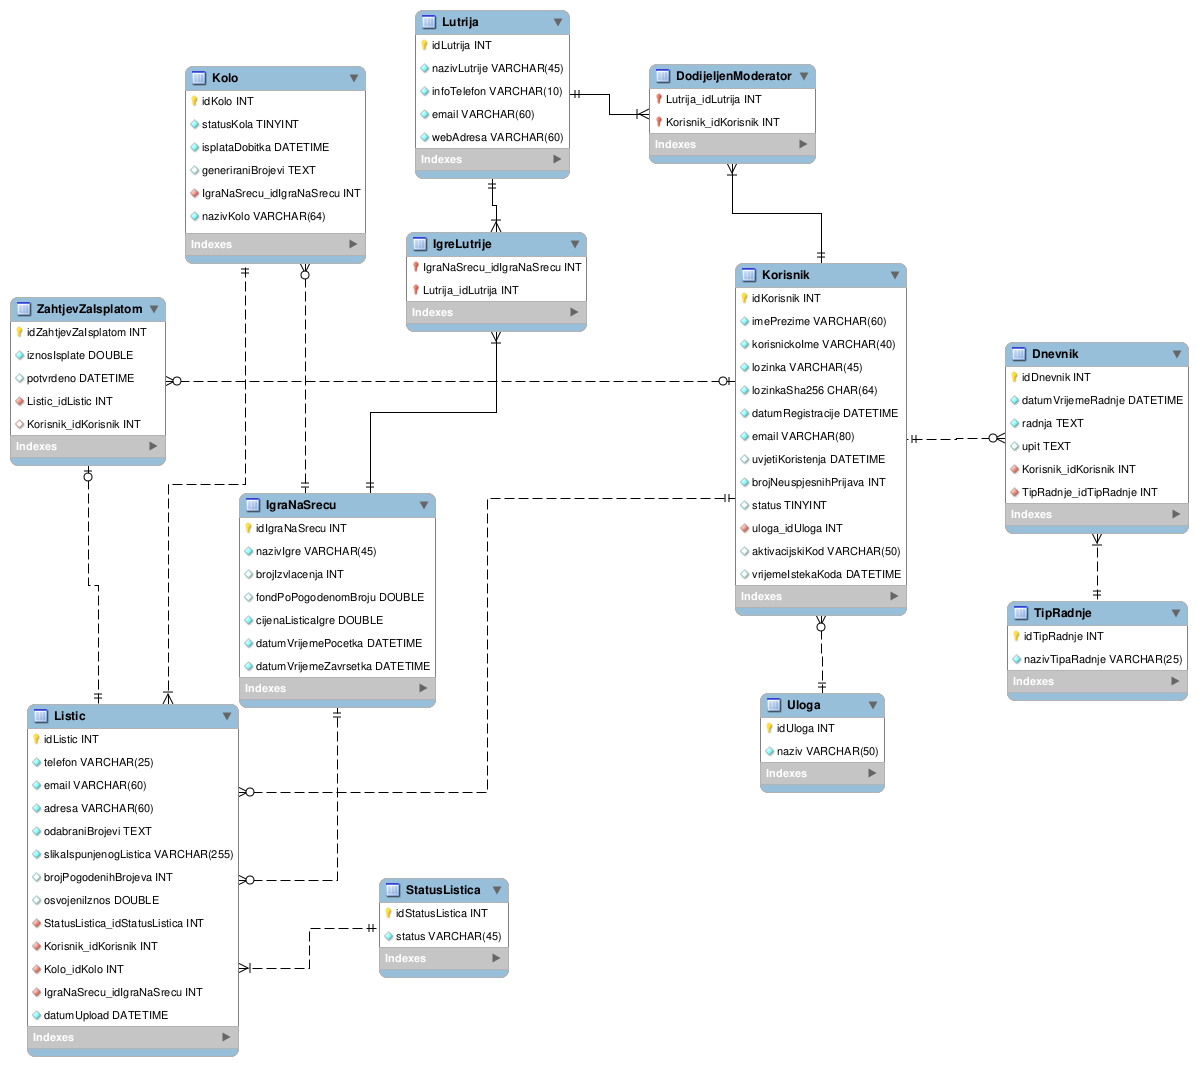 Lutrija
idLutrija INT
nazivLutrije VARCHAR(45)
infoTelefon VARCHAR(10)
email VARCHAR(60)
webAdresa VARCHAR(60)
Indexes
Kolo
idKolo INT
statusKola TINYINT
isplataDobitka DATETIME
generiraniBrojevi TEXT
IgraNaSrecu_idIgraNaSrecu INT
nazivKolo VARCHAR(64)
Indexes
DodijeljenModerator
Lutrija_idLutrija INT
Korisnik_idKorisnik INT
Indexes
IgreLutrije
IgraNaSrecu_idIgraNaSrecu INT
Lutrija_idLutrija INT
Indexes
Korisnik
idKorisnik INT
imePrezime VARCHAR(60)
korisnickoIme VARCHAR(40)
lozinka VARCHAR(45)
lozinkaSha256 CHAR(64)
datumRegistracije DATETIME
email VARCHAR(80)
uvjetiKoristenja DATETIME
brojNeuspjesnihPrijava INT
status TINYINT
uloga_idUloga INT
aktivacijskiKod VARCHAR(50)
vrijemeIstekaKoda DATETIME
Indexes
ZahtjevZaIsplatom
idZahtjevZaIsplatom INT
iznosIsplate DOUBLE
potvrdeno DATETIME
Listic_idListic INT
Korisnik_idKorisnik INT
Indexes
Dnevnik
idDnevnik INT
datumVrijemeRadnje DATETIME
radnja TEXT
upit TEXT
Korisnik_idKorisnik INT
TipRadnje_idTipRadnje INT
Indexes
IgraNaSrecu
idIgraNaSrecu INT
nazivIgre VARCHAR(45)
brojIzvlacenja INT
fondPoPogodenomBroju DOUBLE
cijenaListicaIgre DOUBLE
datumVrijemePocetka DATETIME
datumVrijemeZavrsetka DATETIME
Indexes
TipRadnje
idTipRadnje INT
nazivTipaRadnje VARCHAR(25)
Indexes
Uloga
idUloga INT
naziv VARCHAR(50)
Indexes
Listic
idListic INT
telefon VARCHAR(25)
email VARCHAR(60)
adresa VARCHAR(60)
odabraniBrojevi TEXT
slikaIspunjenogListica VARCHAR(255)
brojPogodenihBrojeva INT
osvojeniIznos DOUBLE
StatusListica_idStatusListica INT
Korisnik_idKorisnik INT
Kolo_idKolo INT
IgraNaSrecu_idIgraNaSrecu INT
datumUpload DATETIME
Indexes
StatusListica
idStatusListica INT
status VARCHAR(45)
Indexes